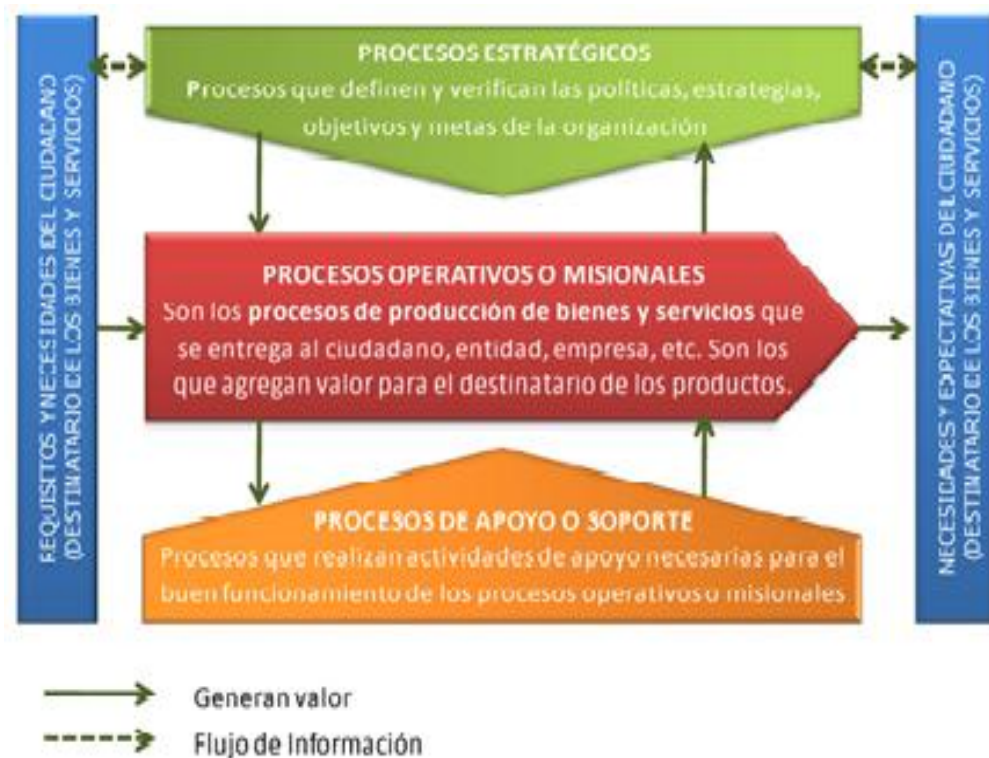 REQUISITOS Y NECESIDADES DEL CIUDADANO
(DESTINATARIO DE LOS BIENES Y SERVICIOS)
PROCESOS ESTRATÉGICOS
Procesos que definen y verifican las políticas, estrategias,
objetivos y metas de la organización
PROCESOS OPERATIVOS O MISIONALES
Son los procesos de producción de bienes y servicios que
se entrega al ciudadano, entidad, empresa, etc. Son los
que agregan valor para el destinatario de los productos.
PROCESOS DE APOYO O SOPORTE
Procesos que realizan actividades de apoyo necesarias para el
buen funcionamiento de los procesos operativos o misionales
NECESIDADES Y EXPECTATIVAS DEL CIUDADANO
(DESTINATARIO DE LOS BIENES Y SERVICIOS)
Generan valor
Flujo de Información